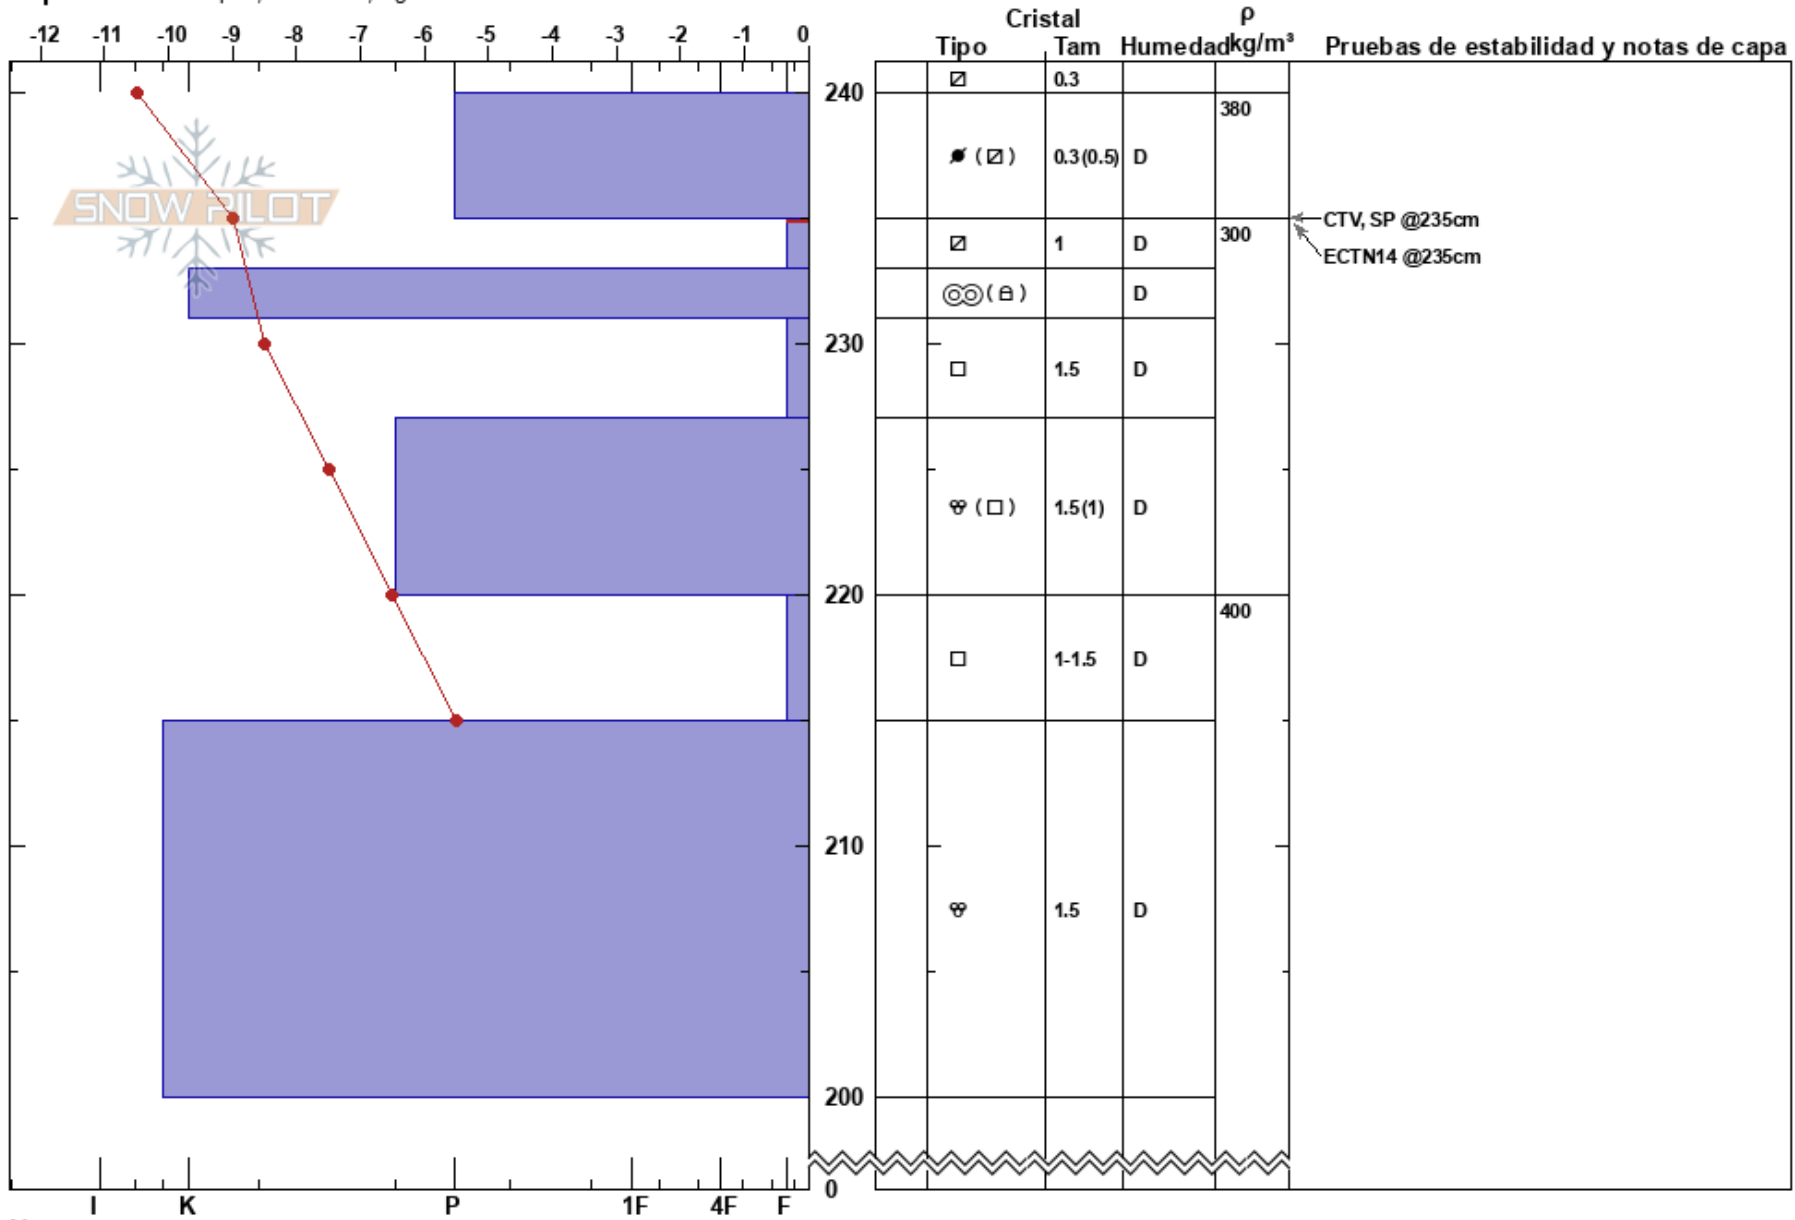 Cristal ρ
-12 -11 -10 -9 -8 -7 -6 -5 -4 -3 -2 -1 0
Tipo Tam Humedad kg/m³ Pruebas de estabilidad y notas de capa
0.3
240
380
0.3(0.5) D
SNOW PILOT
CTV, SP @235cm
300
1 D
ECTN14 @235cm
D
230
1.5 D
1.5(1) D
220
400
1-1.5 D
210
1.5 D
200
0
I K P 1F 4F F